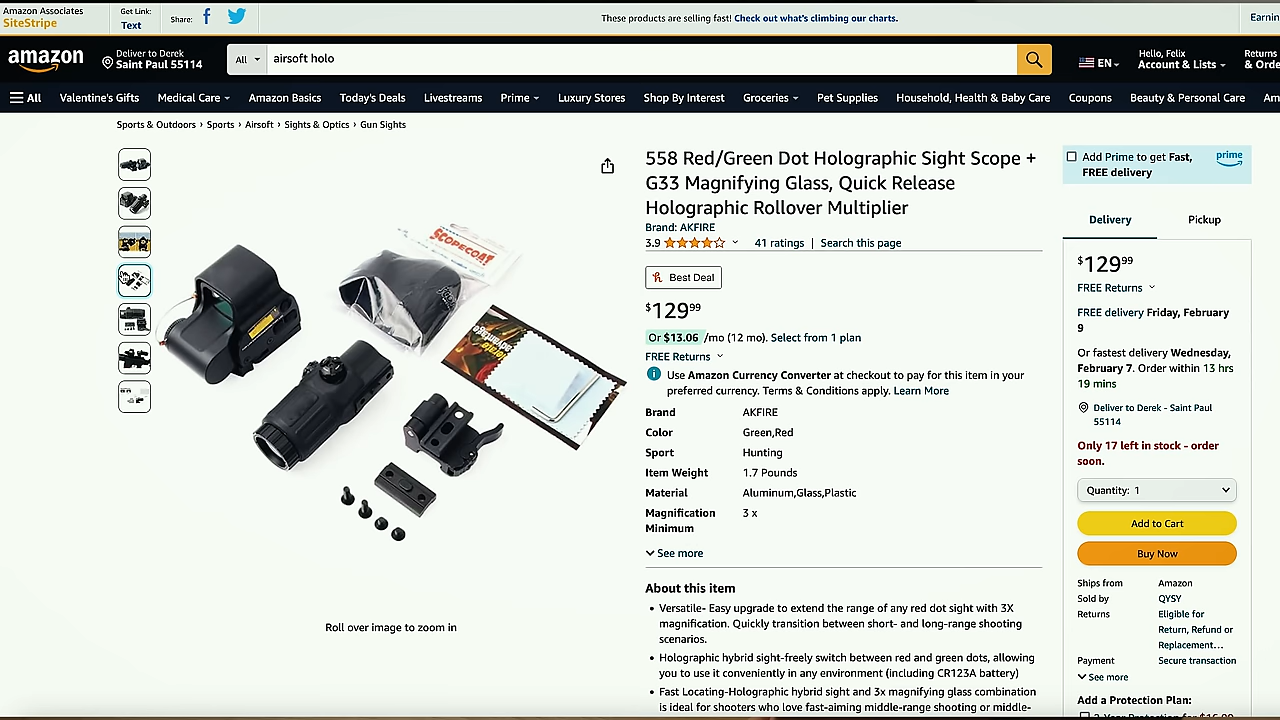 Amazon Associates
SiteStripe
Get Link:
Text
Share:
These products are selling fast! Check out what's climbing our charts.
Earnin
amazon
Deliver to Derek
Saint Paul 55114
All
airsoft holo
EN
Hello, Felix
Account & Lists
Returns
& Orde
All
Valentine's Gifts
Medical Care
Amazon Basics
Today's Deals
Livestreams
Prime
Luxury Stores
Shop By Interest
Groceries
Pet Supplies
Household, Health & Baby Care
Coupons
Beauty & Personal Care
Am
Sports & Outdoors › Sports › Airsoft › Sights & Optics › Gun Sights
SCOPECOAT
Roll over image to zoom in
558 Red/Green Dot Holographic Sight Scope +
G33 Magnifying Glass, Quick Release
Holographic Rollover Multiplier
Brand: AKFIRE
3.9
41 ratings | Search this page
Best Deal
$129⁹⁹
Or $13.06 /mo (12 mo). Select from 1 plan
FREE Returns
Use Amazon Currency Converter at checkout to pay for this item in your
preferred currency. Terms & Conditions apply. Learn More
Brand AKFIRE
Color Green,Red
Sport Hunting
Item Weight 1.7 Pounds
Material Aluminum,Glass,Plastic
Magnification 3 x
Minimum
See more
About this item
• Versatile- Easy upgrade to extend the range of any red dot sight with 3X
magnification. Quickly transition between short- and long-range shooting
scenarios.
• Holographic hybrid sight-freely switch between red and green dots, allowing
you to use it conveniently in any environment (including CR123A battery)
• Fast Locating-Holographic hybrid sight and 3x magnifying glass combination
is ideal for shooters who love fast-aiming middle-range shooting or middle-
Add Prime to get Fast,
FREE delivery
prime
Delivery
Pickup
$129⁹⁹
FREE Returns
FREE delivery Friday, February
9
Or fastest delivery Wednesday,
February 7. Order within 13 hrs
19 mins
Deliver to Derek - Saint Paul
55114
Only 17 left in stock - order
soon.
Quantity: 1
Add to Cart
Buy Now
Ships from Amazon
Sold by QYSY
Returns Eligible for
Return, Refund or
Replacement...
Payment Secure transaction
See more
Add a Protection Plan: